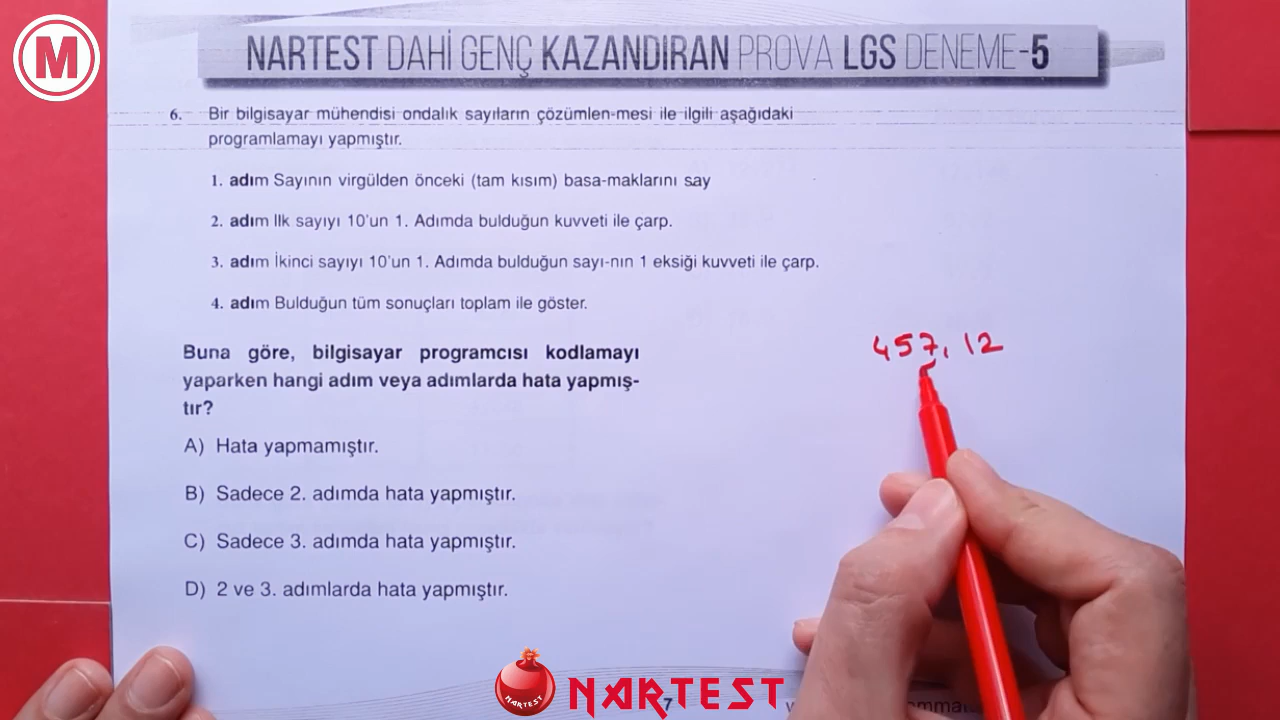 M
NARTEST DAHİ GENÇ KAZANDIRAN PROVA LGS DENEME-5
6. Bir bilgisayar mühendisi ondalık sayıların çözümlen-mesi ile ilgili aşağıdaki
programlamayı yapmıştır.
1. adım Sayının virgülden önceki (tam kısım) basa-maklarını say
2. adım Ilk sayıyı 10'un 1. Adımda bulduğun kuvveti ile çarp.
3. adım İkinci sayıyı 10'un 1. Adımda bulduğun sayı-nın 1 eksiği kuvveti ile çarp.
4. adım Bulduğun tüm sonuçları toplam ile göster.
457, 12
Buna göre, bilgisayar programcısı kodlamayı
yaparken hangi adım veya adımlarda hata yapmış-
tır?
A) Hata yapmamıştır.
B) Sadece 2. adımda hata yapmıştır.
C) Sadece 3. adımda hata yapmıştır.
D) 2 ve 3. adımlarda hata yapmıştır.
NARTEST
NARTEST
7